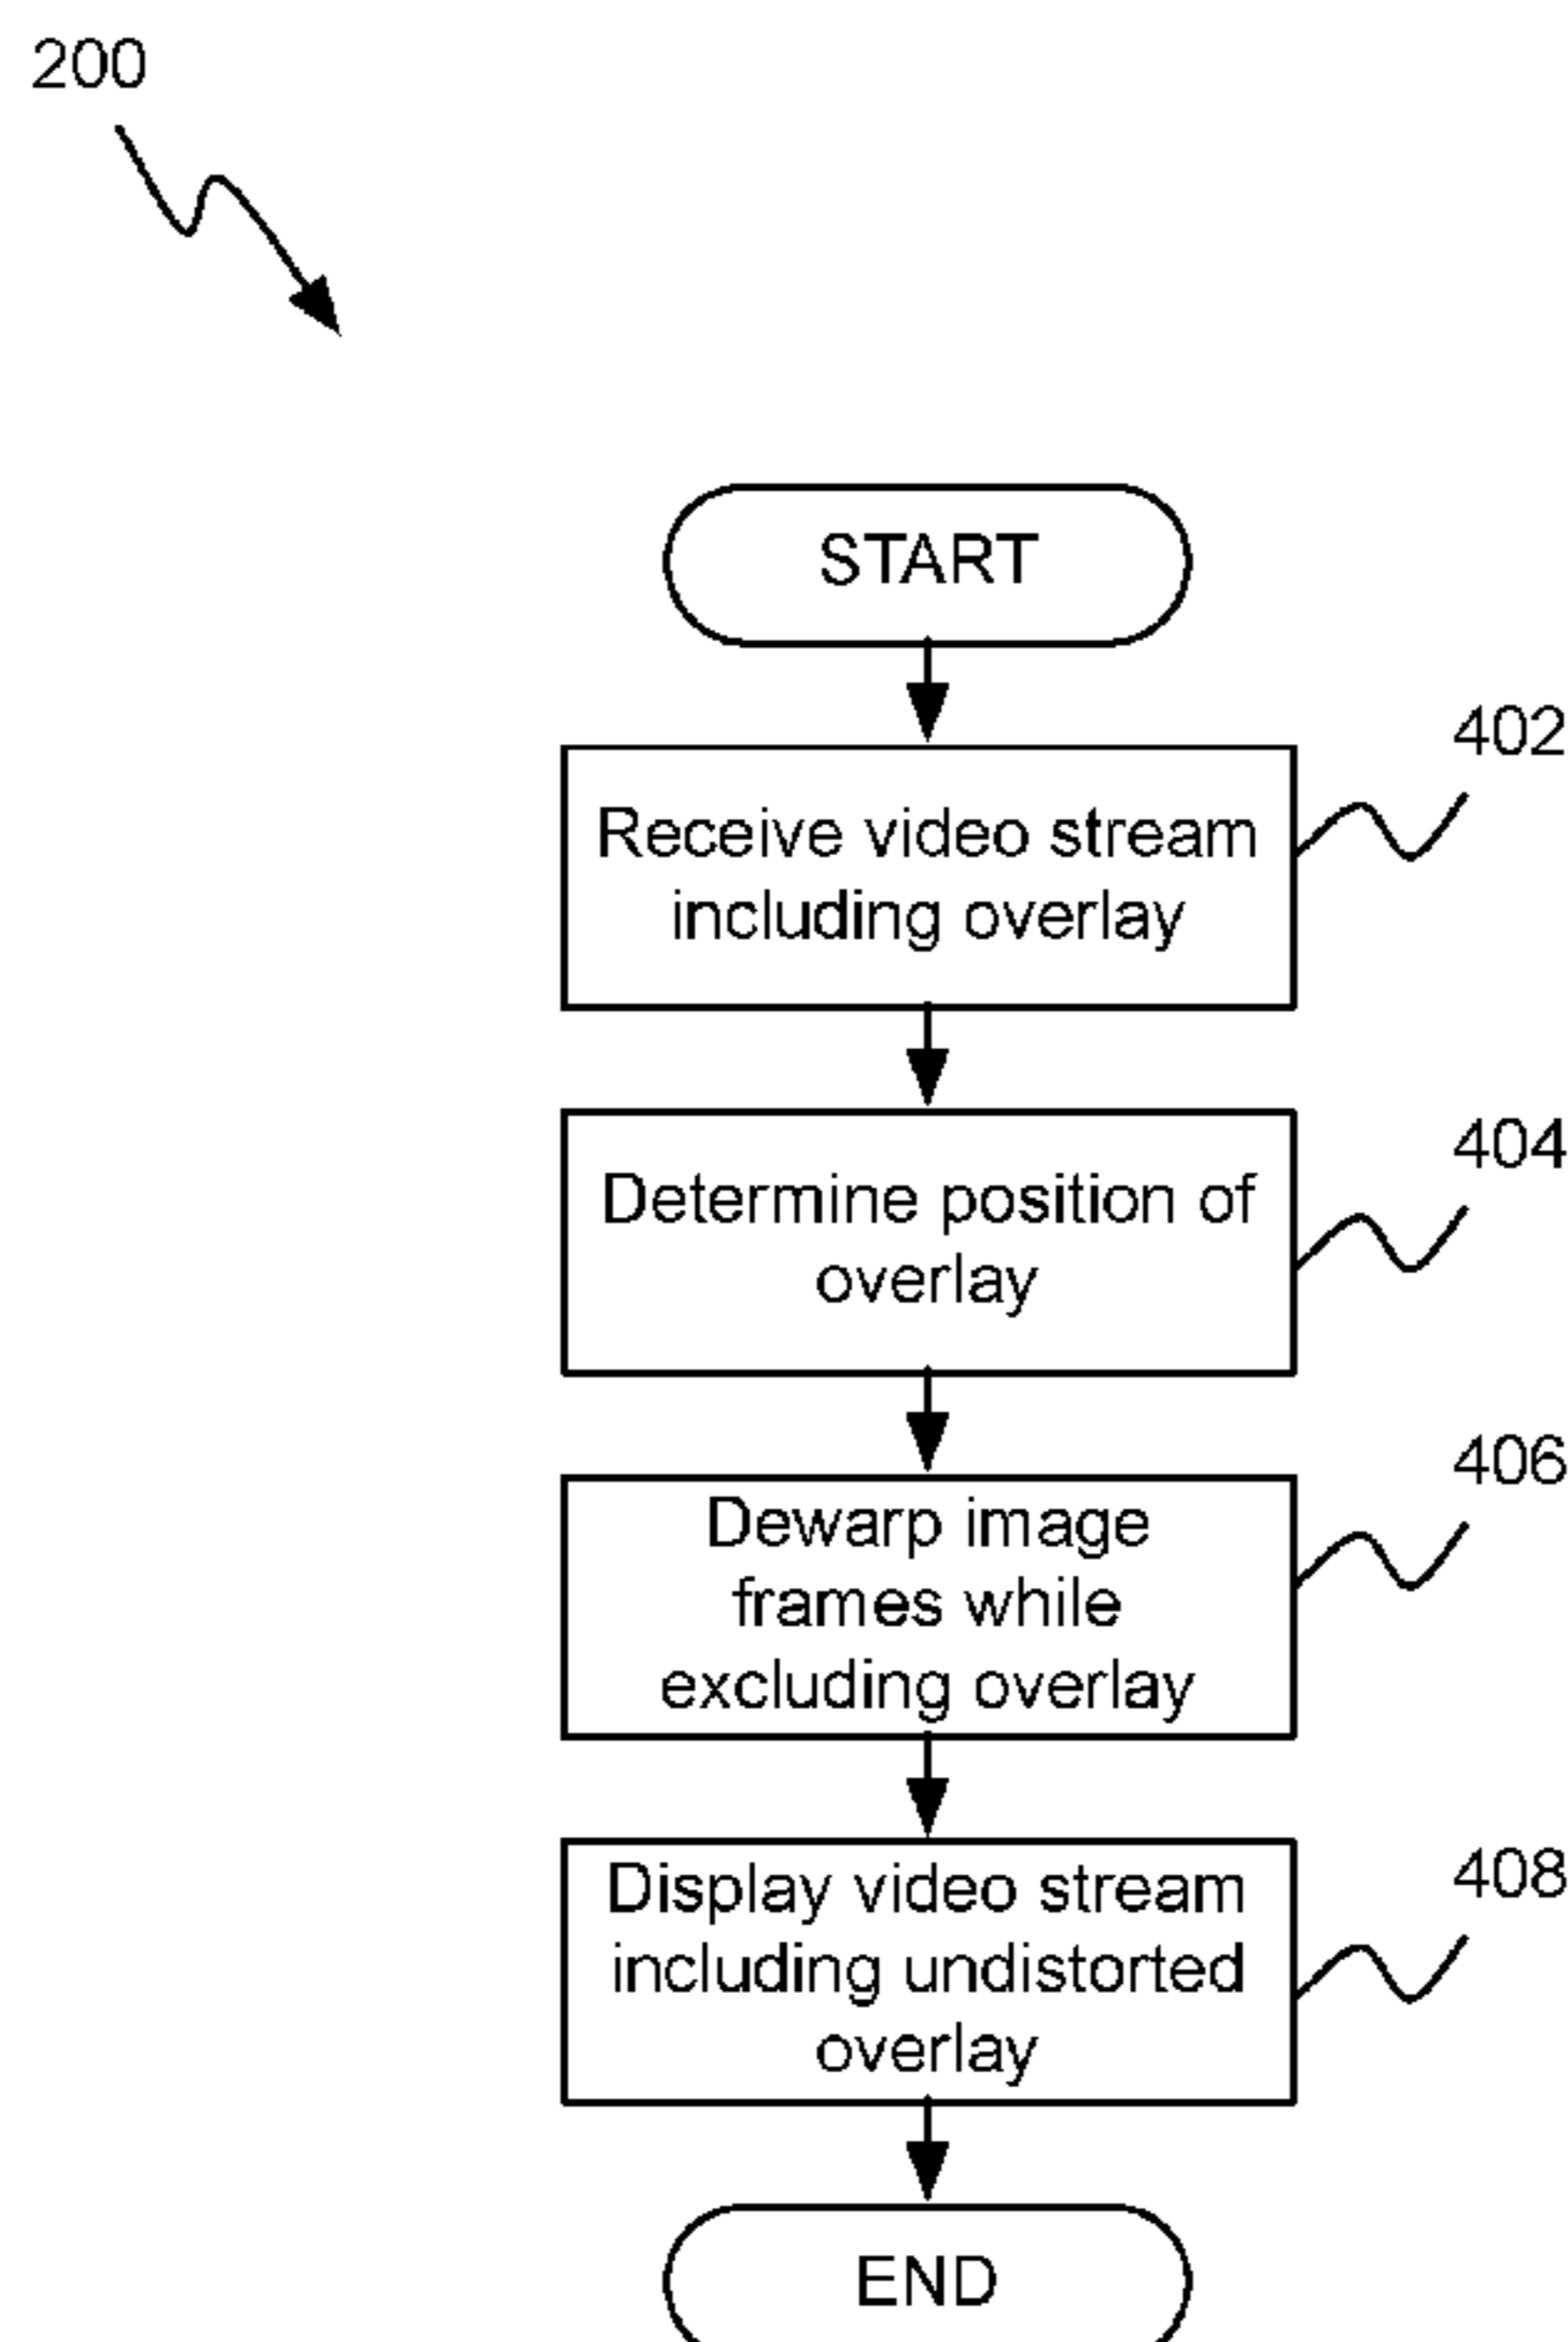 200
START
402
Receive video stream
including overlay
404
Determine position of
overlay
406
Dewarp image
frames while
excluding overlay
408
Display video stream
including undistorted
overlay
END